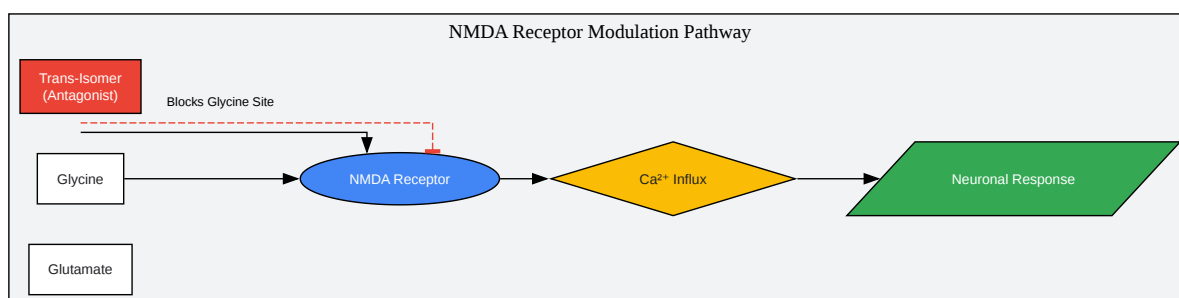 NMDA Receptor Modulation Pathway
Trans-Isomer
(Antagonist)
Blocks Glycine Site
Glycine
NMDA Receptor
Ca²⁺ Influx
Neuronal Response
Glutamate